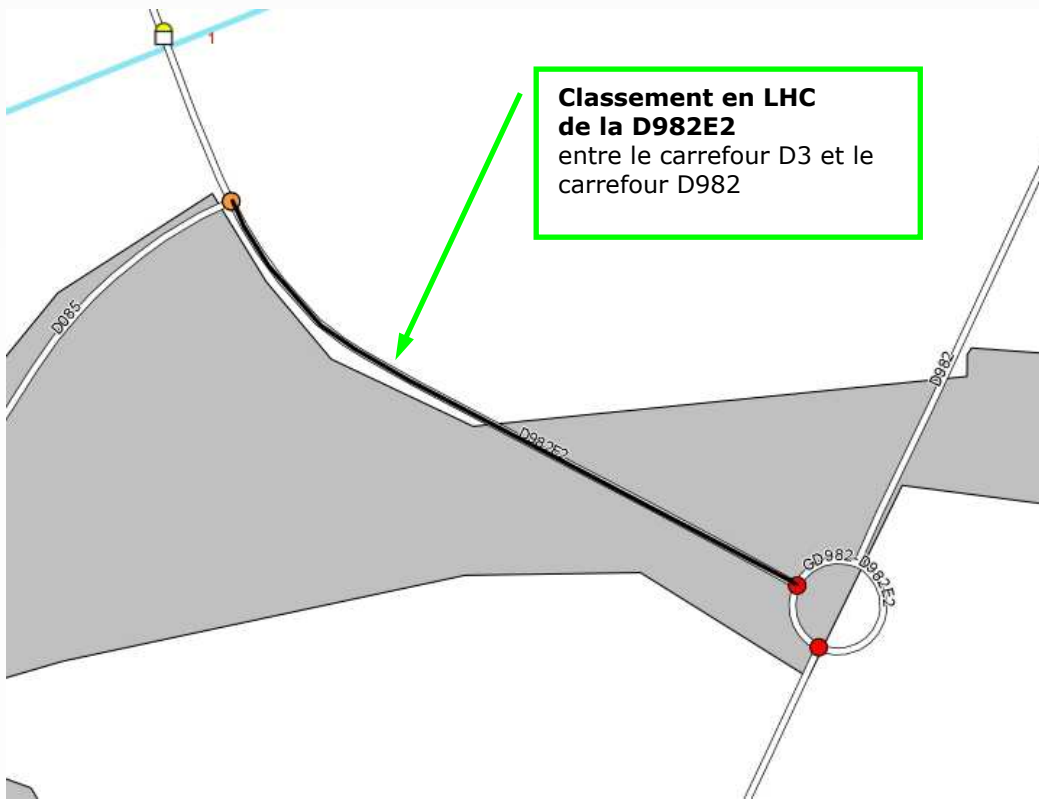 1
Classement en LHC
de la D982E2
entre le carrefour D3 et le
carrefour D982
D085
D982
D982E2
GD982-D982E2